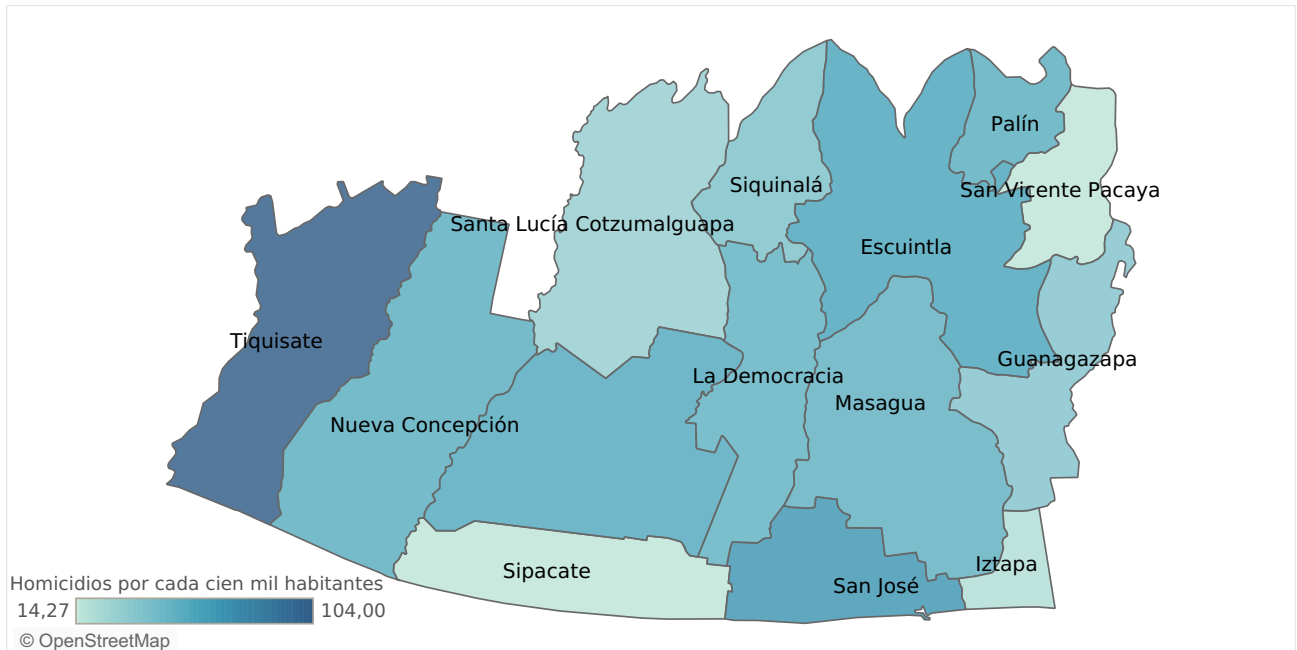 Palín
Siquinalá
San Vicente Pacaya
Santa Lucía Cotzumalguapa
Escuintla
Tiquisate
Guanagazapa
La Democracia
Masagua
Nueva Concepción
Iztapa
Sipacate
San José
Homicidios por cada cien mil habitantes
14,27 104,00
© OpenStreetMap